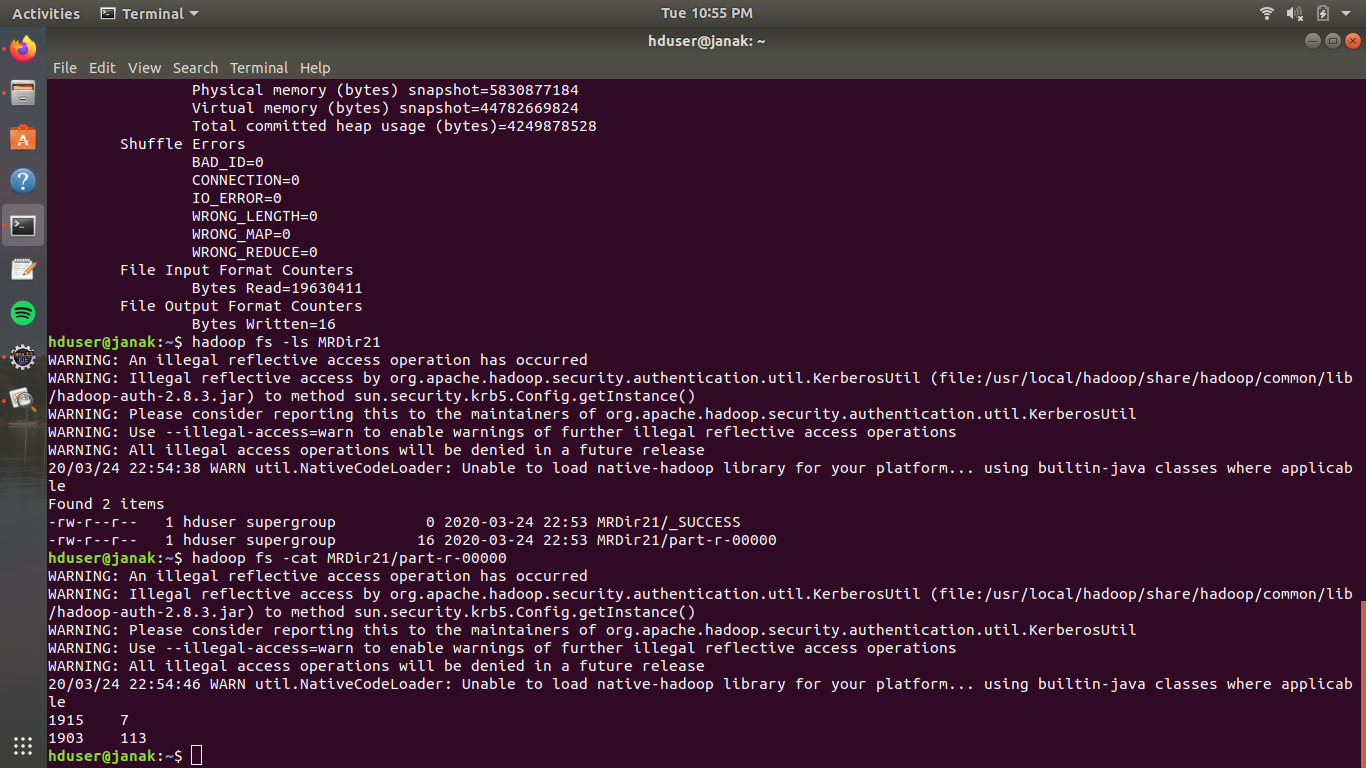 Activities Terminal Tue 10:55 PM
hduser@janak: ~
File Edit View Search Terminal Help
Physical memory (bytes) snapshot=5830877184
Virtual memory (bytes) snapshot=44782669824
Total committed heap usage (bytes)=4249878528
Shuffle Errors
BAD_ID=0
CONNECTION=0
IO_ERROR=0
WRONG_LENGTH=0
WRONG_MAP=0
WRONG_REDUCE=0
File Input Format Counters
Bytes Read=19630411
File Output Format Counters
Bytes Written=16
hduser@janak:~$ hadoop fs -ls MRDir21
WARNING: An illegal reflective access operation has occurred
WARNING: Illegal reflective access by org.apache.hadoop.security.authentication.util.KerberosUtil (file:/usr/local/hadoop/share/hadoop/common/lib
/hadoop-auth-2.8.3.jar) to method sun.security.krb5.Config.getInstance()
WARNING: Please consider reporting this to the maintainers of org.apache.hadoop.security.authentication.util.KerberosUtil
WARNING: Use --illegal-access=warn to enable warnings of further illegal reflective access operations
WARNING: All illegal access operations will be denied in a future release
20/03/24 22:54:38 WARN util.NativeCodeLoader: Unable to load native-hadoop library for your platform... using builtin-java classes where applicab
le
Found 2 items
-rw-r--r--   1 hduser supergroup          0 2020-03-24 22:53 MRDir21/_SUCCESS
-rw-r--r--   1 hduser supergroup         16 2020-03-24 22:53 MRDir21/part-r-00000
hduser@janak:~$ hadoop fs -cat MRDir21/part-r-00000
WARNING: An illegal reflective access operation has occurred
WARNING: Illegal reflective access by org.apache.hadoop.security.authentication.util.KerberosUtil (file:/usr/local/hadoop/share/hadoop/common/lib
/hadoop-auth-2.8.3.jar) to method sun.security.krb5.Config.getInstance()
WARNING: Please consider reporting this to the maintainers of org.apache.hadoop.security.authentication.util.KerberosUtil
WARNING: Use --illegal-access=warn to enable warnings of further illegal reflective access operations
WARNING: All illegal access operations will be denied in a future release
20/03/24 22:54:46 WARN util.NativeCodeLoader: Unable to load native-hadoop library for your platform... using builtin-java classes where applicab
le
1915    7
1903    113
hduser@janak:~$